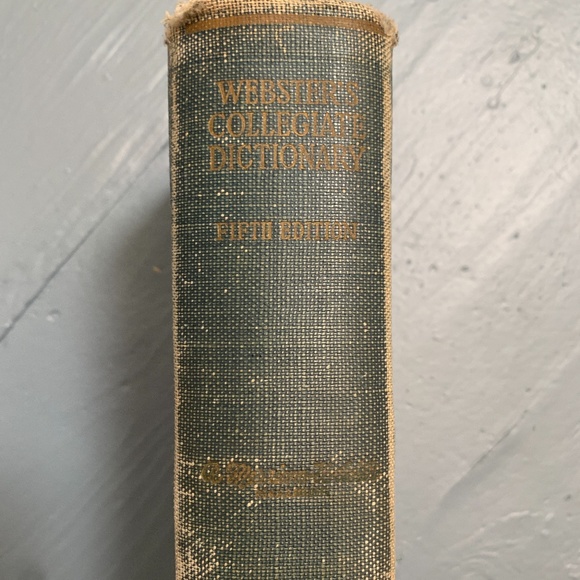 WEBSTER'S
COLLEGIATE
DICTIONARY
FIFTH EDITION